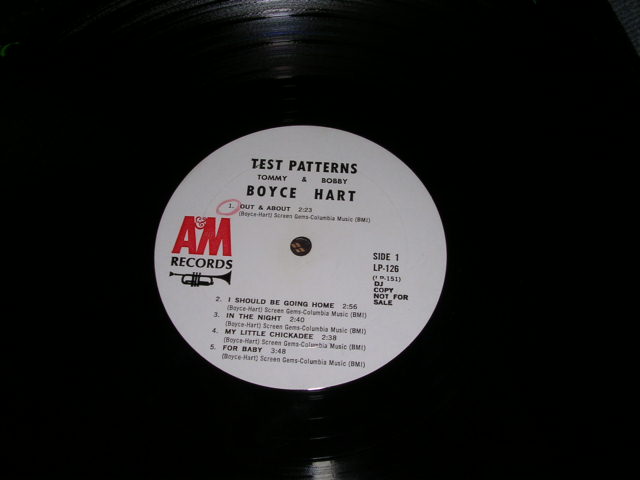 TEST PATTERNS
TOMMY & BOBBY
BOYCE HART
1. OUT & ABOUT 2:23
(Boyce-Hart) Screen Gems-Columbia Music (BMI)
A&M
RECORDS
SIDE 1
LP-126
(LP-151)
DJ
COPY
NOT FOR
SALE
2. I SHOULD BE GOING HOME 2:56
(Boyce-Hart) Screen Gems-Columbia Music (BMI)
3. IN THE NIGHT 2:40
(Boyce-Hart) Screen Gems-Columbia Music (BMI)
4. MY LITTLE CHICKADEE 2:38
(Boyce-Hart) Screen Gems-Columbia Music (BMI)
5. FOR BABY 3:48
(Boyce-Hart) Screen Gems-Columbia Music (BMI)